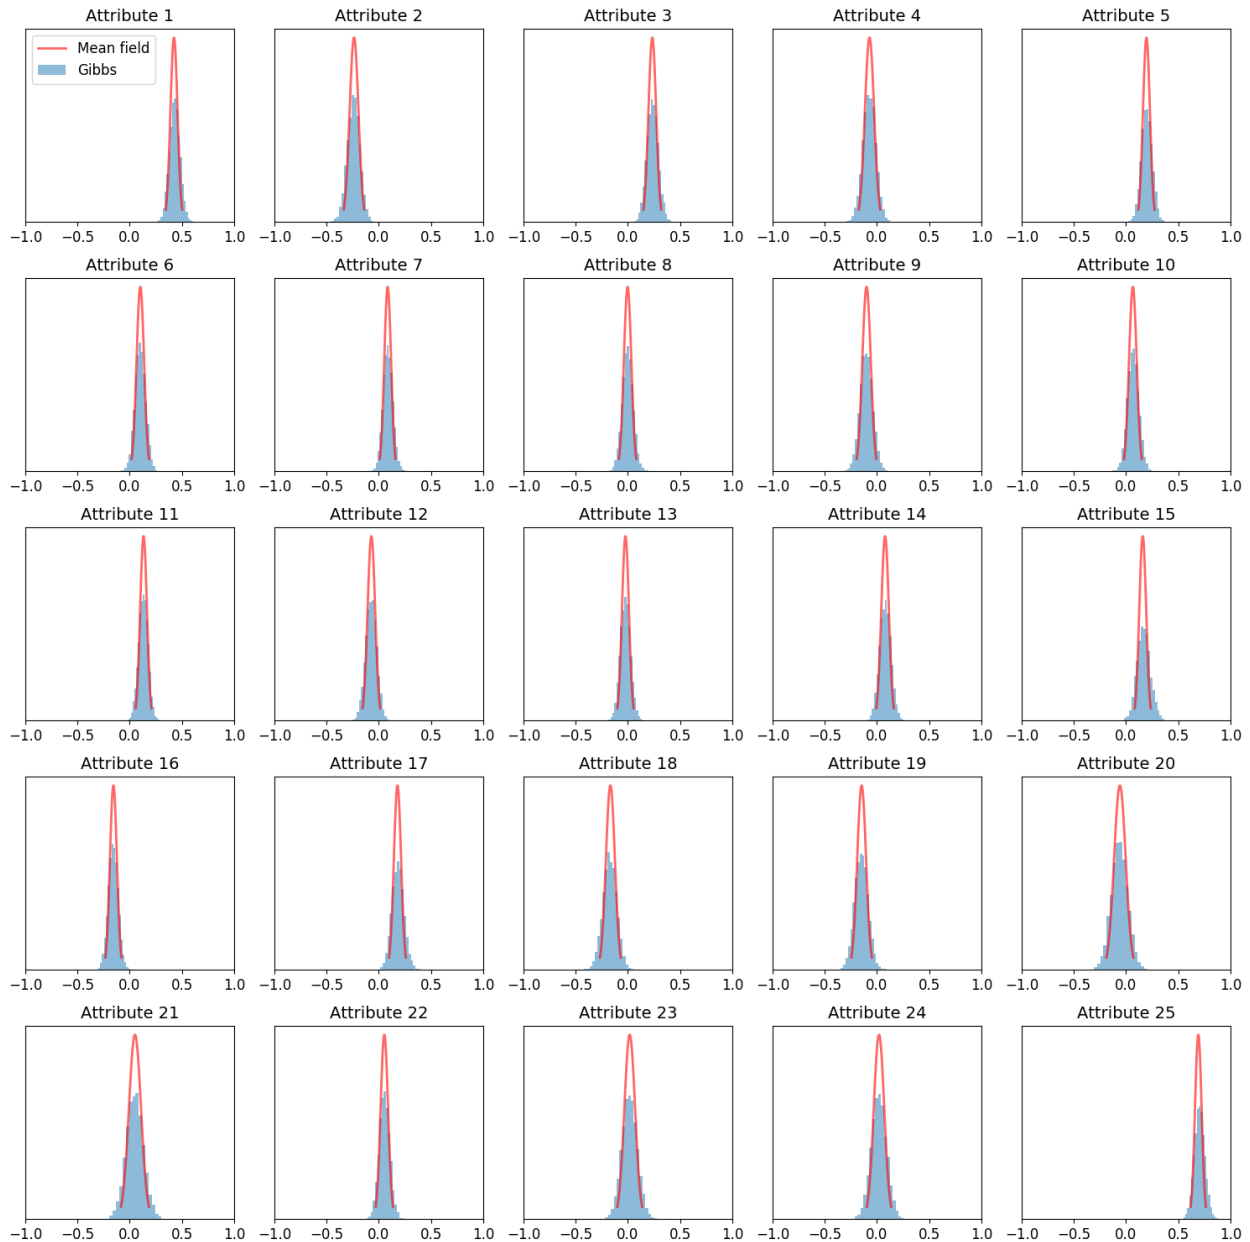 Attribute 1 Attribute 2 Attribute 3 Attribute 4 Attribute 5
Mean field
Gibbs
−1.0 −0.5 0.0 0.5 1.0 −1.0 −0.5 0.0 0.5 1.0 −1.0 −0.5 0.0 0.5 1.0 −1.0 −0.5 0.0 0.5 1.0 −1.0 −0.5 0.0 0.5 1.0
Attribute 6 Attribute 7 Attribute 8 Attribute 9 Attribute 10
−1.0 −0.5 0.0 0.5 1.0 −1.0 −0.5 0.0 0.5 1.0 −1.0 −0.5 0.0 0.5 1.0 −1.0 −0.5 0.0 0.5 1.0 −1.0 −0.5 0.0 0.5 1.0
Attribute 11 Attribute 12 Attribute 13 Attribute 14 Attribute 15
−1.0 −0.5 0.0 0.5 1.0 −1.0 −0.5 0.0 0.5 1.0 −1.0 −0.5 0.0 0.5 1.0 −1.0 −0.5 0.0 0.5 1.0 −1.0 −0.5 0.0 0.5 1.0
Attribute 16 Attribute 17 Attribute 18 Attribute 19 Attribute 20
−1.0 −0.5 0.0 0.5 1.0 −1.0 −0.5 0.0 0.5 1.0 −1.0 −0.5 0.0 0.5 1.0 −1.0 −0.5 0.0 0.5 1.0 −1.0 −0.5 0.0 0.5 1.0
Attribute 21 Attribute 22 Attribute 23 Attribute 24 Attribute 25
−1.0 −0.5 0.0 0.5 1.0 −1.0 −0.5 0.0 0.5 1.0 −1.0 −0.5 0.0 0.5 1.0 −1.0 −0.5 0.0 0.5 1.0 −1.0 −0.5 0.0 0.5 1.0